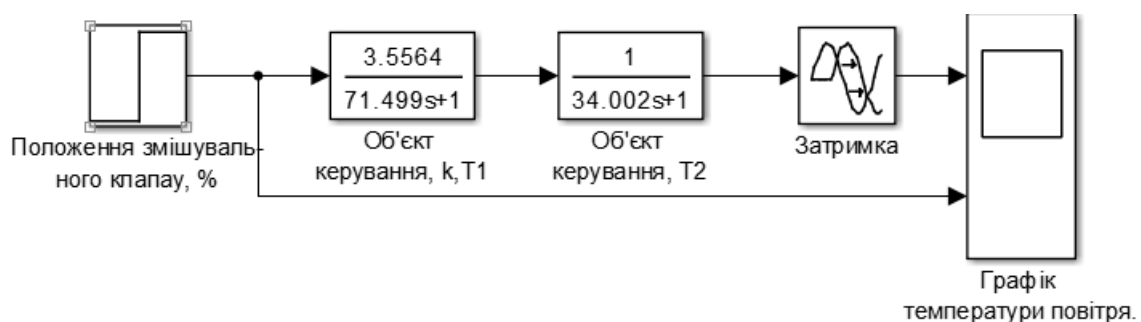 3.5564
71.499s+1
1
34.002s+1
Положення змішуваль-
ного клапау, %
Об'єкт
керування, k,T1
Об'єкт
керування, T2
Затримка
Графік
температури повітря.